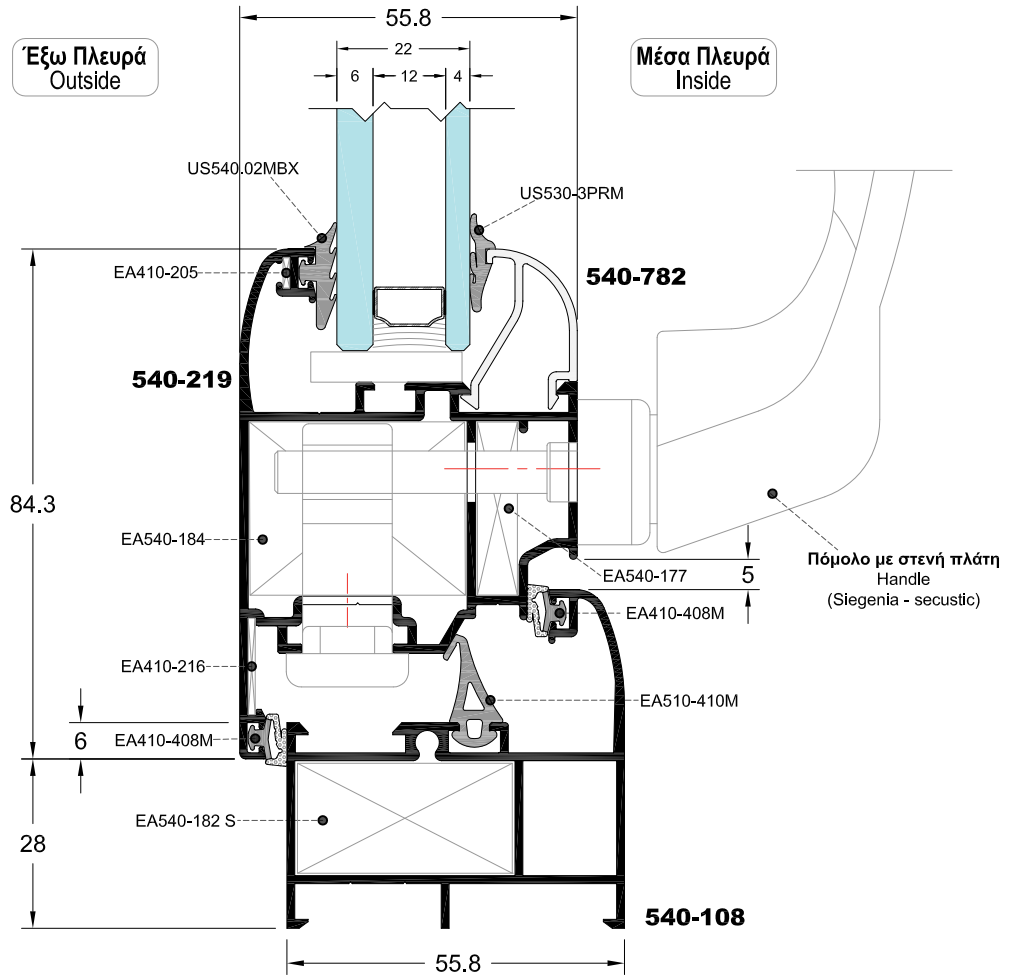 55.8
Έξω Πλευρά
Outside
22
Μέσα Πλευρά
Inside
6
12
4
US540.02MBX
US530-3PRM
EA410-205
540-782
540-219
84.3
EA540-184
EA540-177
5
Πόμολο με στενή πλάτη
Handle
(Siegenia - secustic)
EA410-408M
EA410-216
EA510-410M
6
EA410-408M
EA540-182 S
28
540-108
55.8